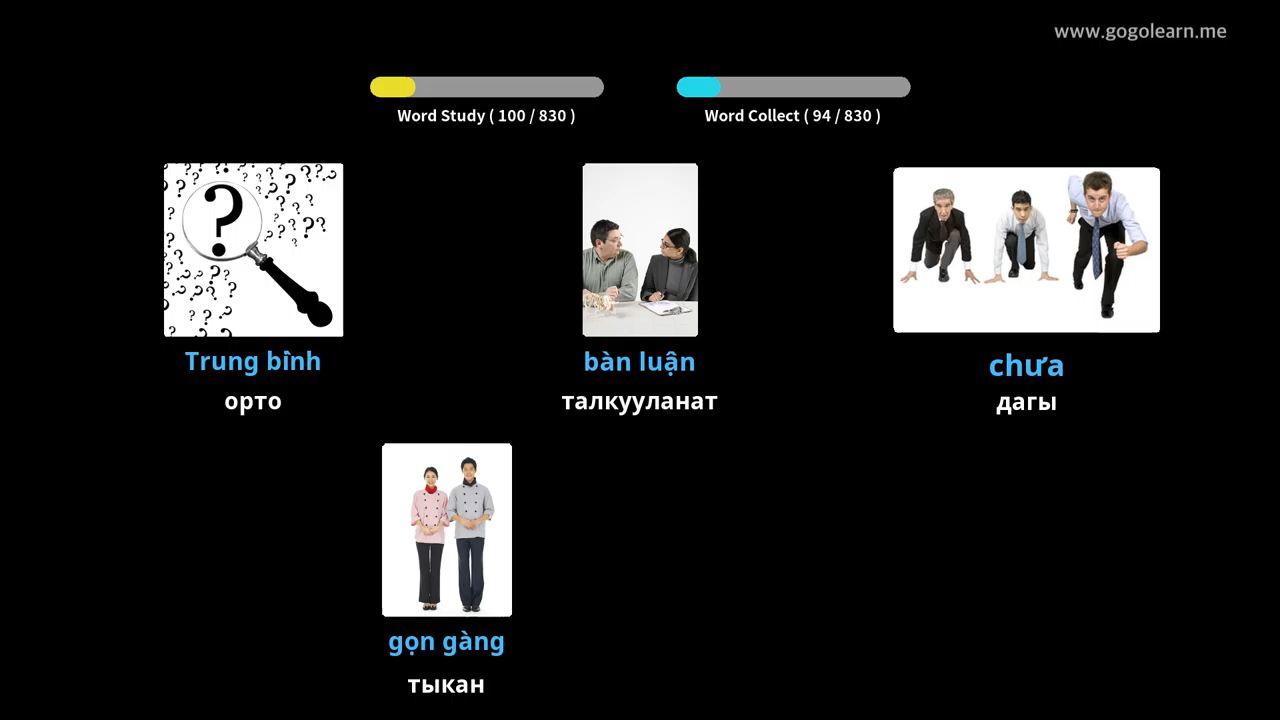 www.gogolearn.me
Word Study ( 100 / 830 )
Word Collect ( 94 / 830 )
Trung bình
орто
bàn luận
талкууланат
chưa
дагы
gọn gàng
тыкан